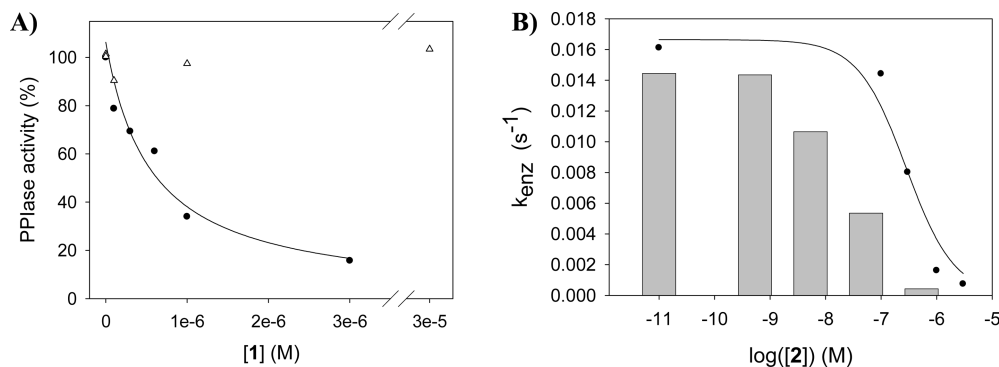 A)
100
80
60
40
20
0
PPIase activity (%)
0
1e-6
2e-6
3e-6
3e-5
[1] (M)
B)
0.018
0.016
0.014
0.012
0.010
0.008
0.006
0.004
0.002
0.000
kenz (s-1)
-11
-10
-9
-8
-7
-6
-5
log([2]) (M)